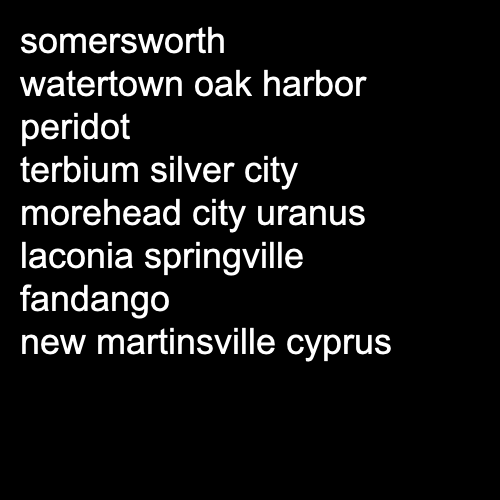 somersworth
watertown oak harbor
peridot
terbium silver city
morehead city uranus
laconia springville
fandango
new martinsville cyprus